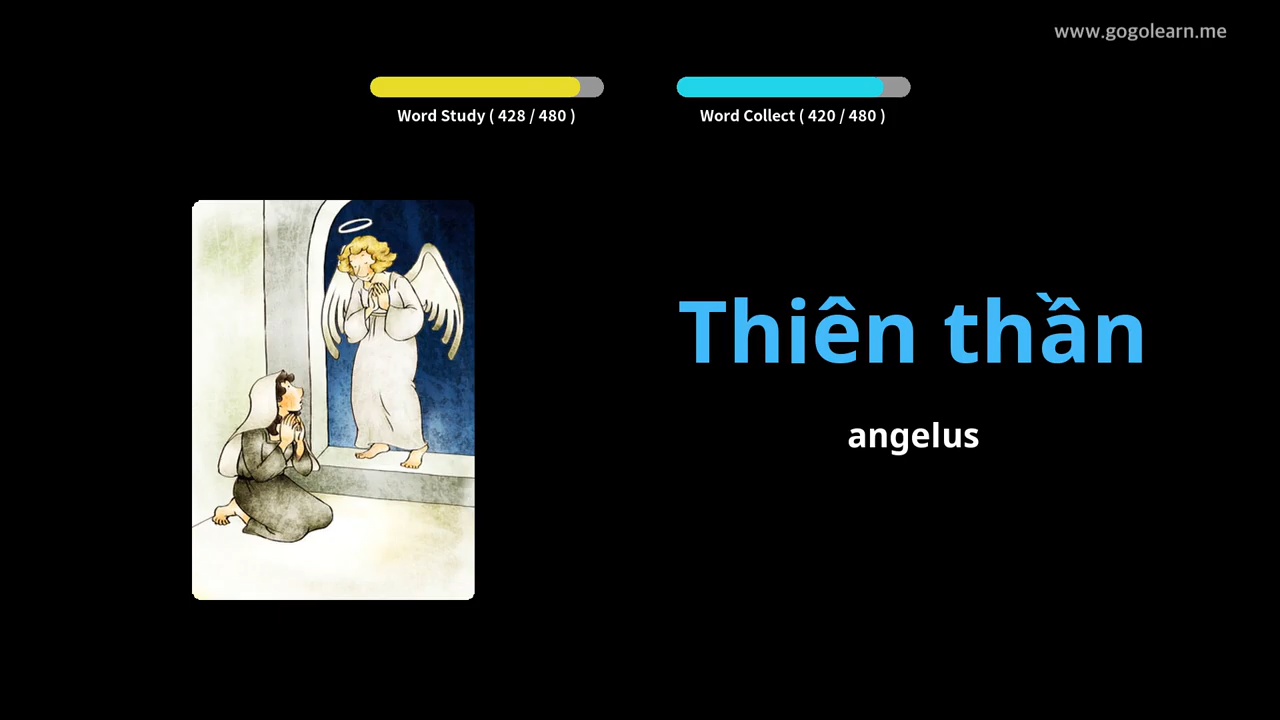 www.gogolearn.me
Word Study ( 428 / 480 )
Word Collect ( 420 / 480 )
Thiên thần
angelus